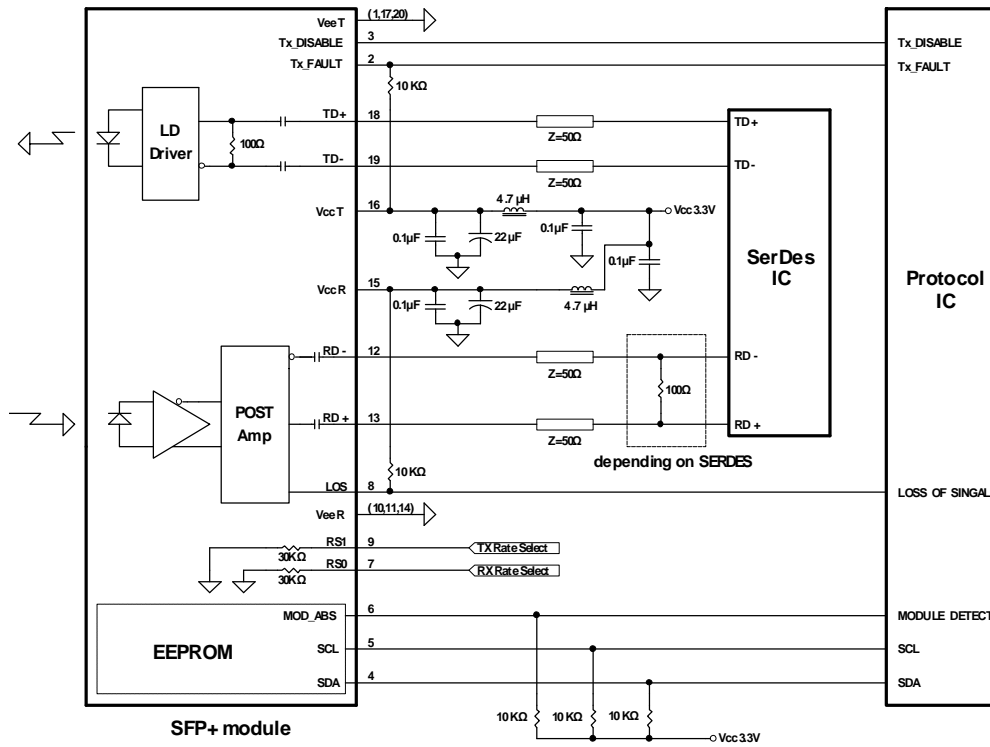 VeeT (1,17,20)
Tx_DISABLE 3 Tx_DISABLE
Tx_FAULT 2 Tx_FAULT
10 KΩ
LD
Driver
100Ω
TD+ 18 TD+
Z=50Ω
TD- 19 TD-
Z=50Ω
VccT 16
4.7 µH
Vcc3.3V
0.1µF
22µF
0.1µF
0.1µF
SerDes
IC
Protocol
IC
VccR 15
0.1µF
22µF
4.7 µH
RD - 12 RD -
Z=50Ω
100Ω
POST
Amp
RD+ 13 RD +
Z=50Ω
depending on SERDES
10 KΩ
LOS 8 LOSS OF SINGAL
VeeR (10,11,14)
RS1 9 TX Rate Select
30KΩ
RS0 7 RX Rate Select
30KΩ
MOD_ABS 6 MODULE DETECT
EEPROM
SCL 5 SCL
SDA 4 SDA
10 KΩ 10 KΩ 10 KΩ
SFP+ module
Vcc3.3V